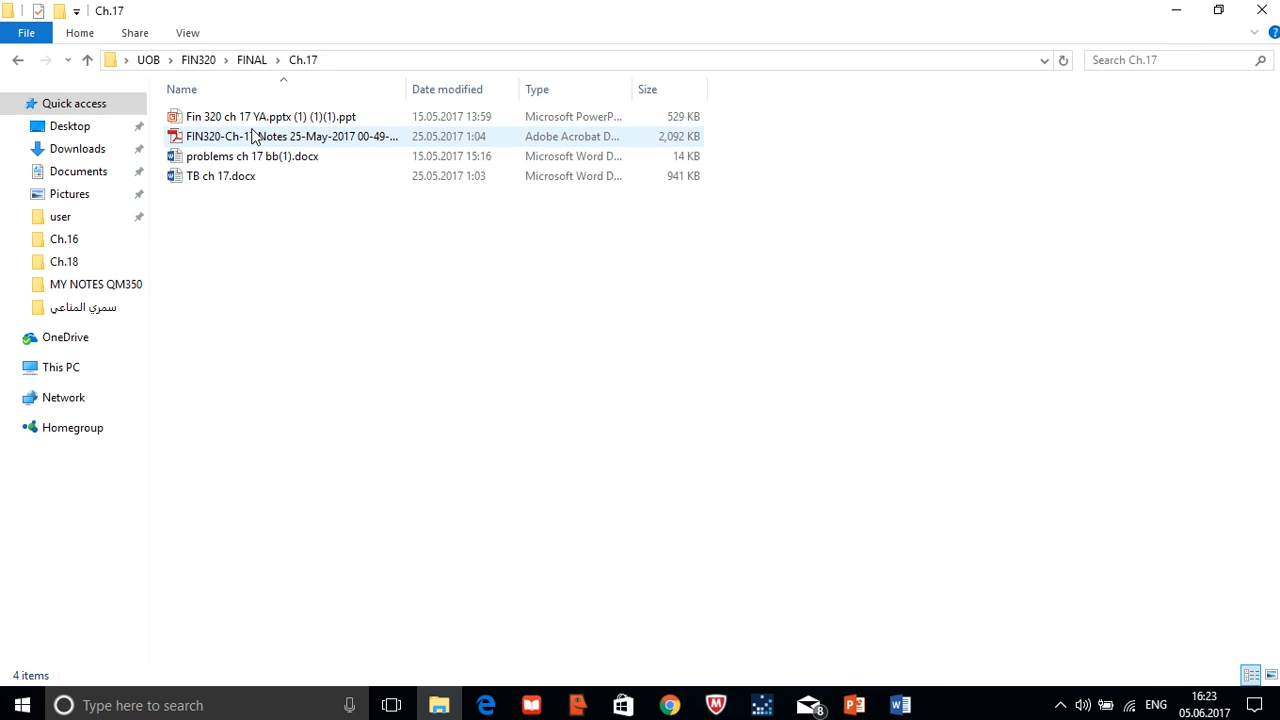 Ch.17
File Home Share View
UOB FIN320 FINAL Ch.17 Search Ch.17
Name Date modified Type Size
Quick access
Desktop
Downloads
Documents
Pictures
user
Ch.16
Ch.18
MY NOTES QM350
سمري المناعي
OneDrive
This PC
Network
Homegroup
Fin 320 ch 17 YA.pptx (1) (1)(1).ppt 15.05.2017 13:59 Microsoft PowerP... 529 KB
FIN320-Ch-1 Notes 25-May-2017 00-49-... 25.05.2017 1:04 Adobe Acrobat D... 2,092 KB
problems ch 17 bb(1).docx 15.05.2017 15:16 Microsoft Word D... 14 KB
TB ch 17.docx 25.05.2017 1:03 Microsoft Word D... 941 KB
4 items
Type here to search
8
ENG
16:23
05.06.2017